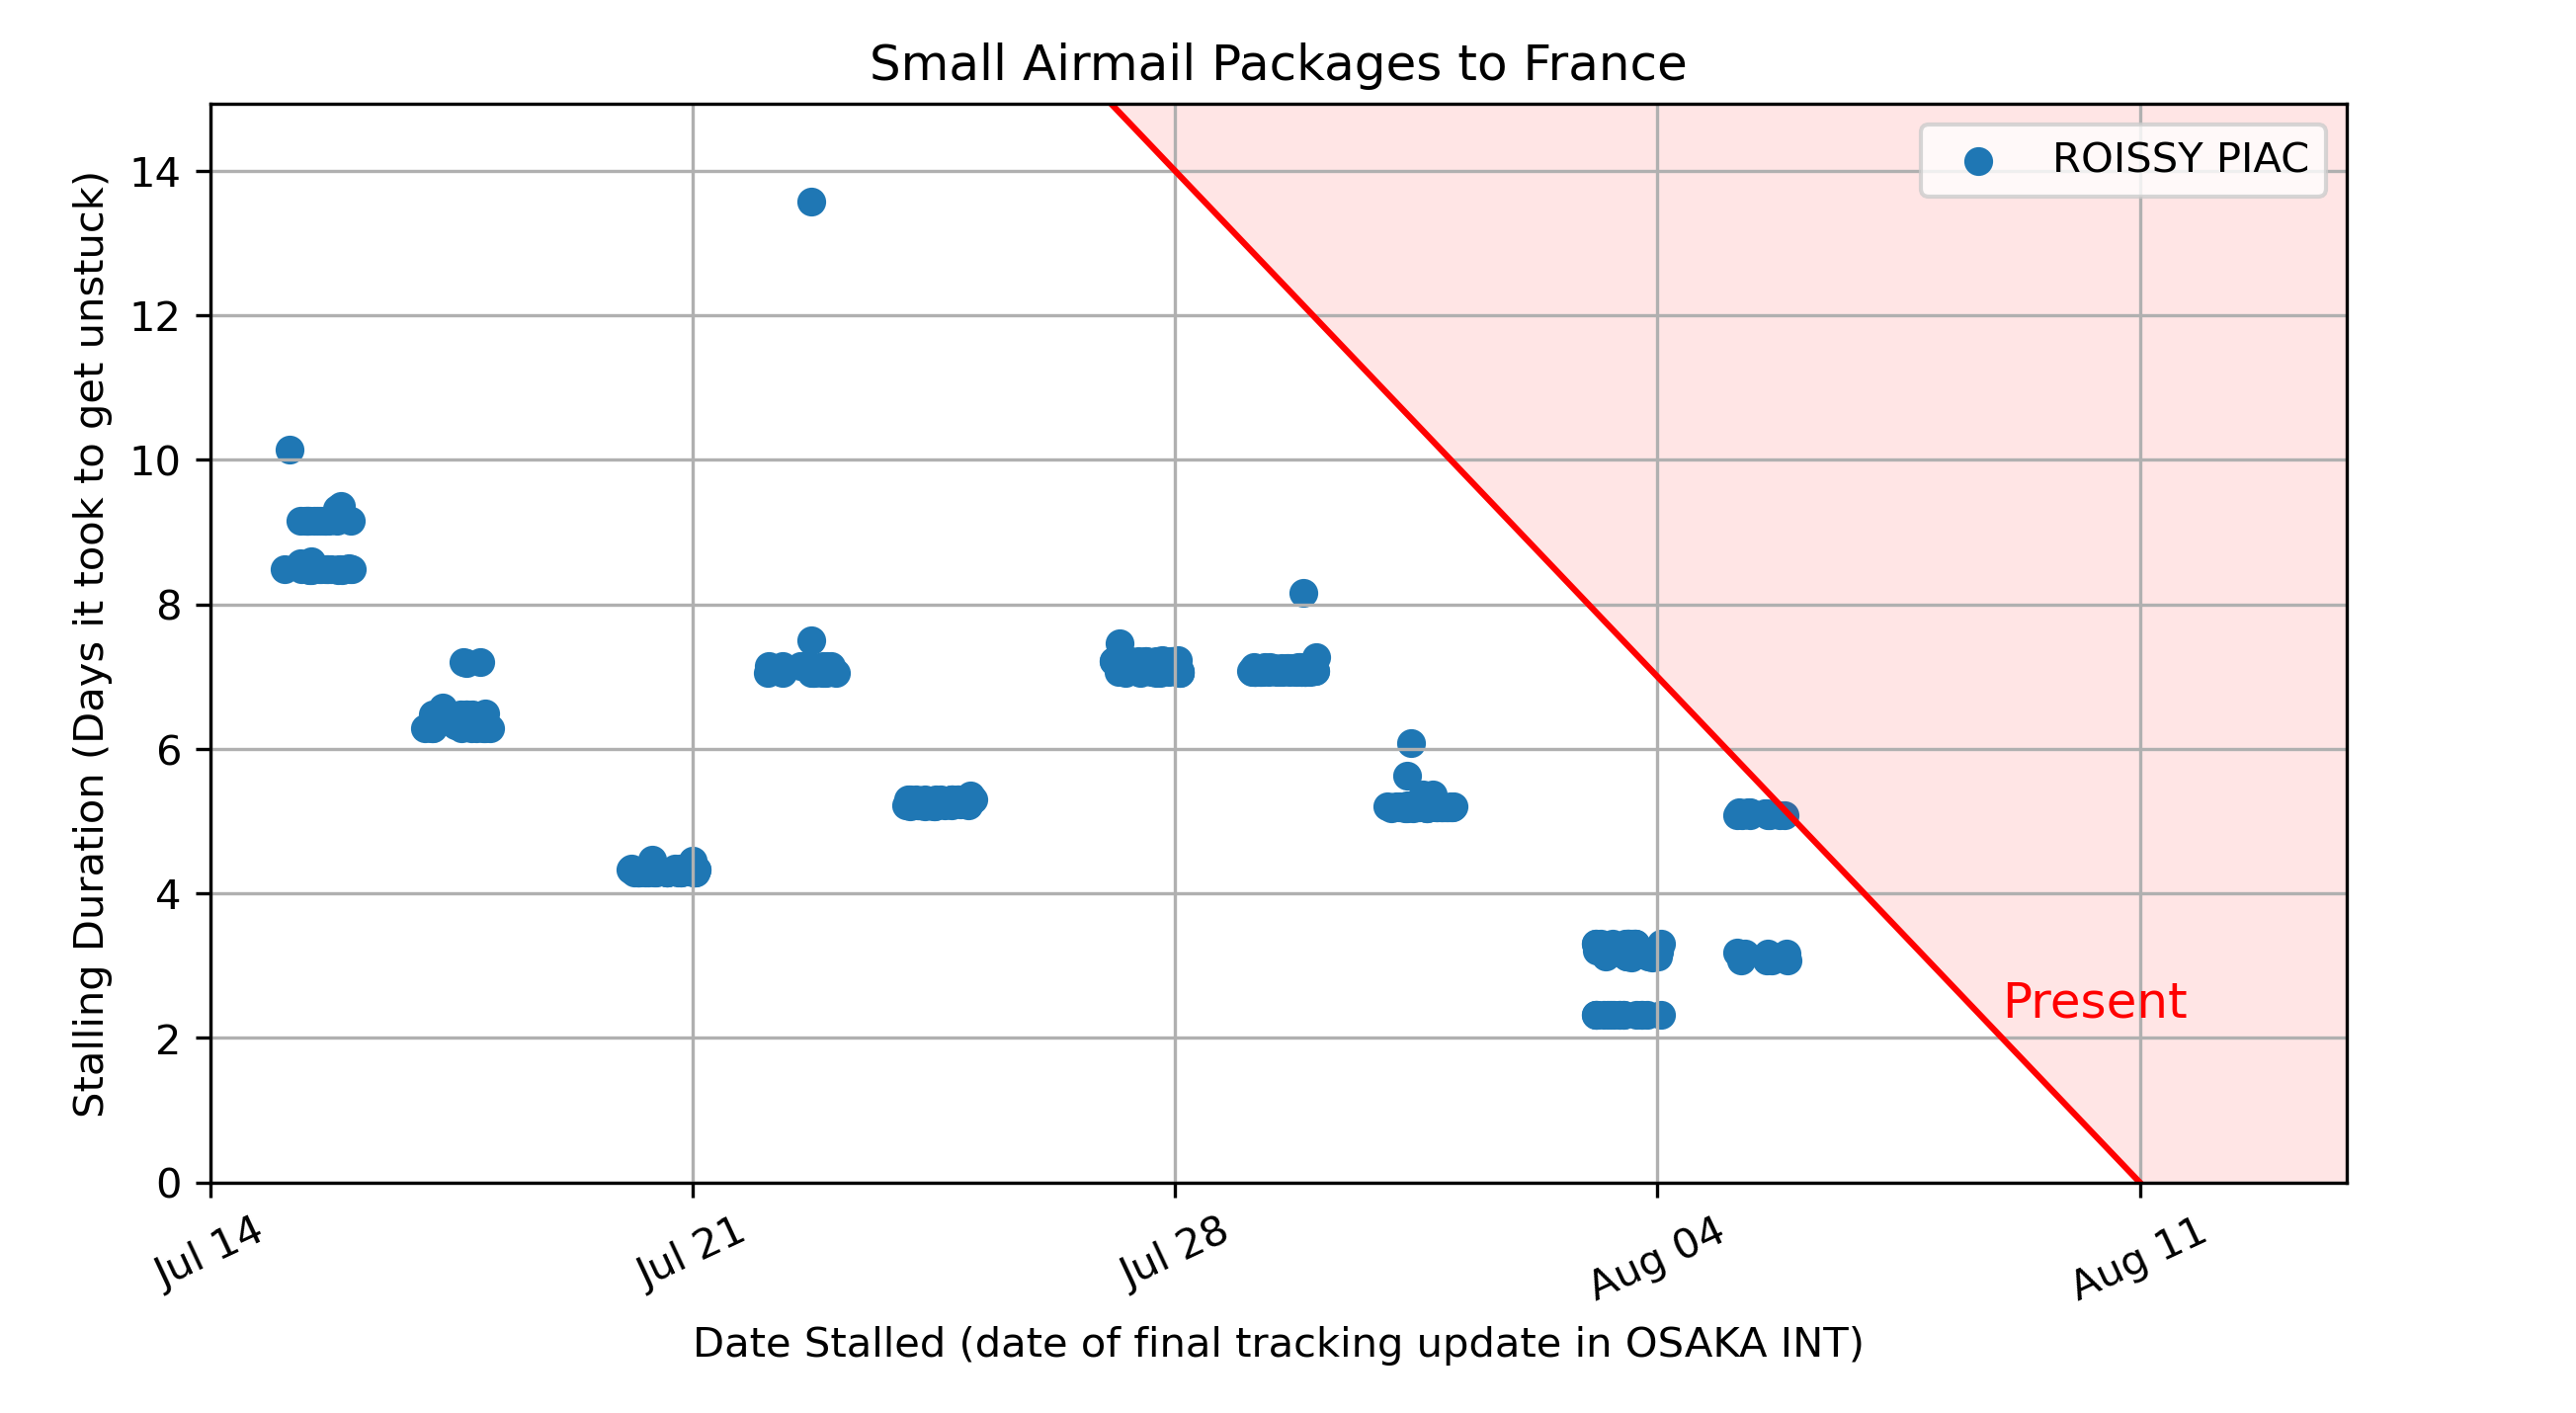 Small Airmail Packages to France
Stalling Duration (Days it took to get unstuck)
14
12
10
8
6
4
2
0
ROISSY PIAC
Present
Jul 14
Jul 21
Jul 28
Aug 04
Aug 11
Date Stalled (date of final tracking update in OSAKA INT)